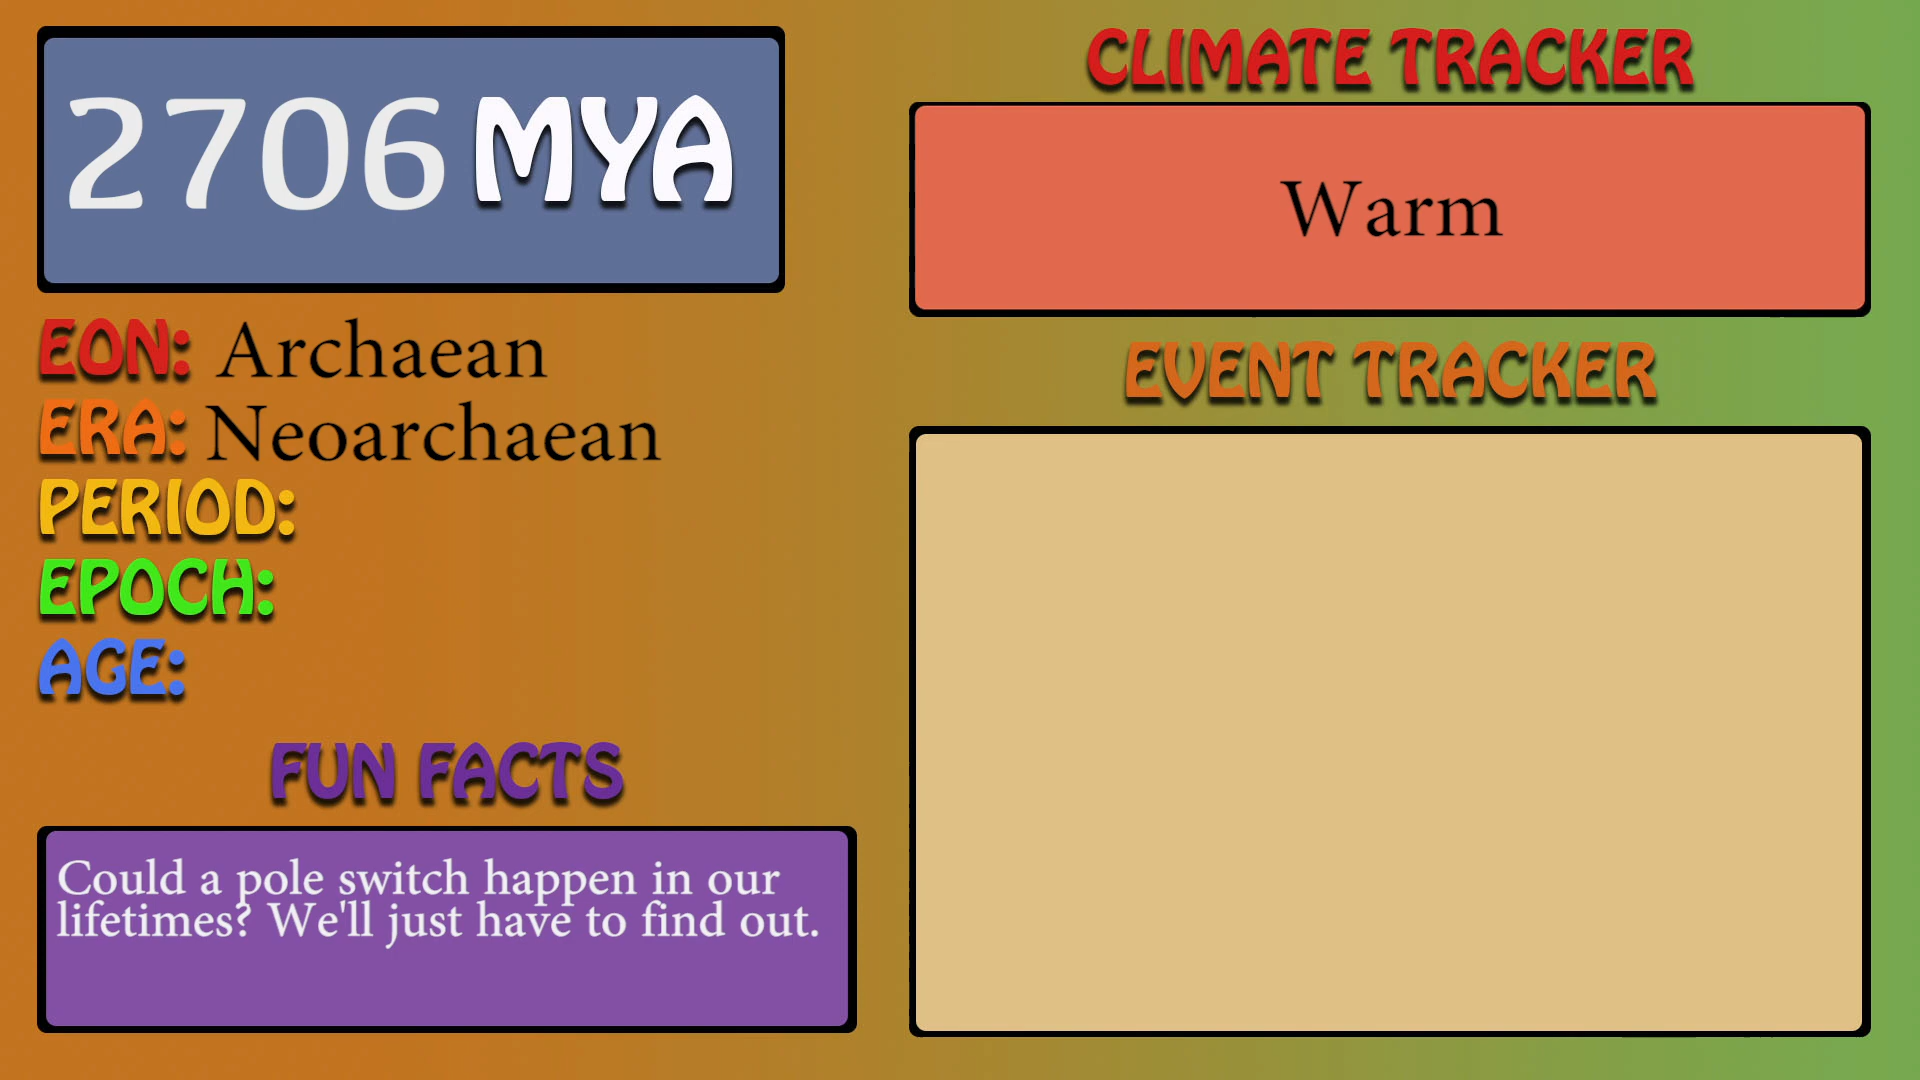 2706 MYA
EON: Archaean
ERA: Neoarchaean
PERIOD:
EPOCH:
AGE:
FUN FACTS
Could a pole switch happen in our
lifetimes? We'll just have to find out.
CLIMATE TRACKER
Warm
EVENT TRACKER